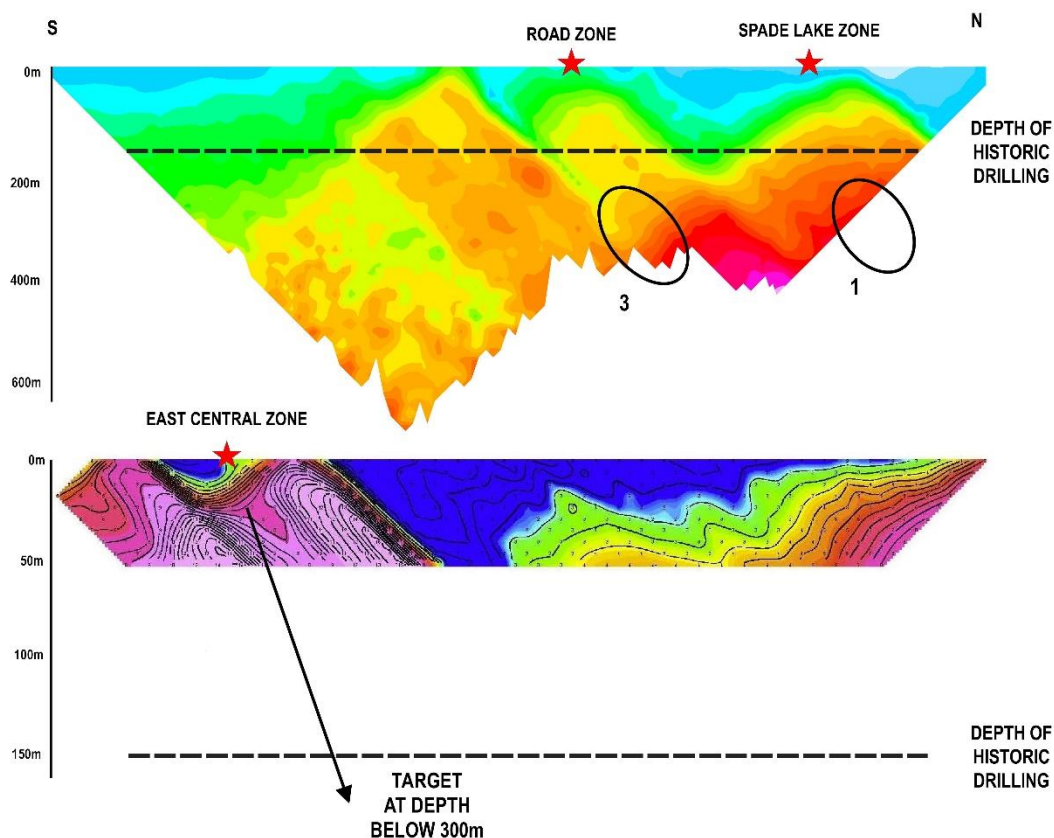 S
N
ROAD ZONE
SPADE LAKE ZONE
0m
DEPTH OF
HISTORIC
DRILLING
200m
400m
3
1
600m
EAST CENTRAL ZONE
0m
50m
100m
150m
DEPTH OF
HISTORIC
DRILLING
TARGET
AT DEPTH
BELOW 300m